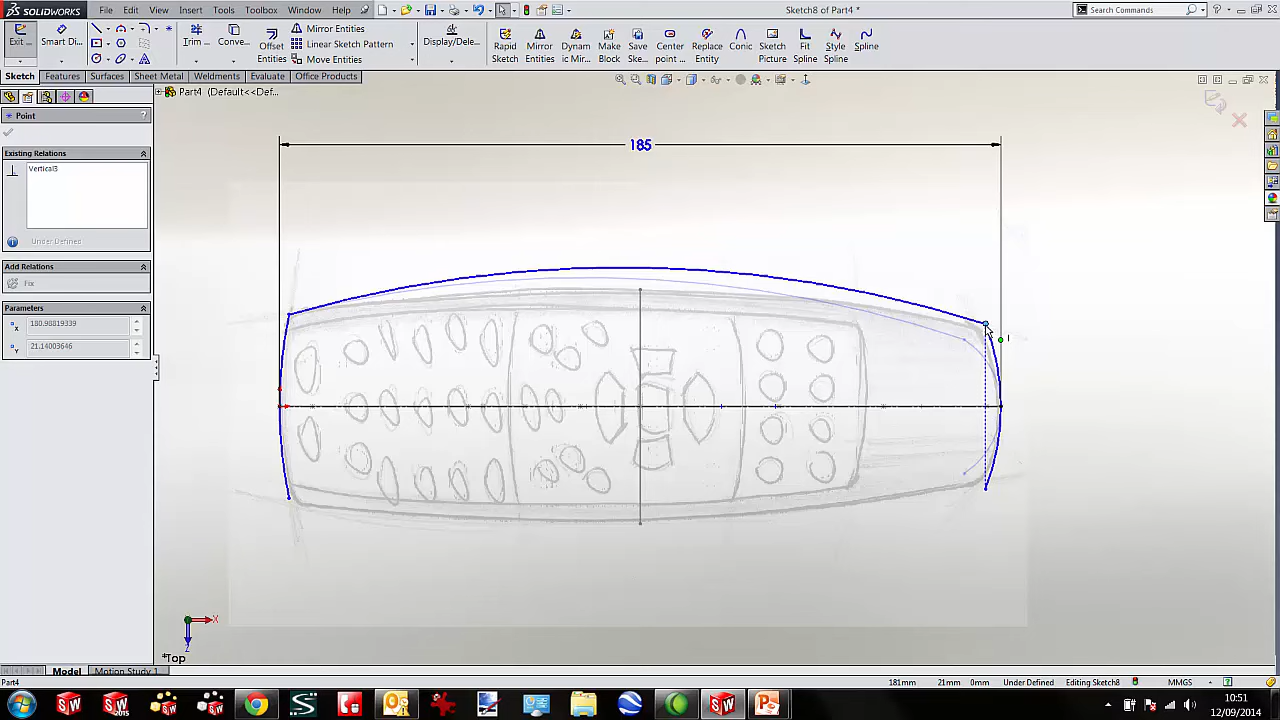 SOLIDWORKS File Edit View Insert Tools Toolbox Window Help Sketch8 of Part4 * Search Commands
Exit ... Smart Di... Trim ... Conve... Offset Entities Mirror Entities Linear Sketch Pattern Move Entities Display/Dele... Rapid Sketch Mirror Entities Dynam ic Mir... Make Block Save Ske... Center point ... Replace Entity Conic Sketch Picture Fit Spline Style Spline Spline
Sketch Features Surfaces Sheet Metal Weldments Evaluate Office Products
Part4 (Default<<Def...
Point ?
Existing Relations
Vertical3
Under Defined
Add Relations
Fix
Parameters
180.98819339
21.14003646
185
X
Z
*Top
Model Motion Study 1
Part4 181mm 21mm 0mm Under Defined Editing Sketch8 MMGS
10:51
12/09/2014